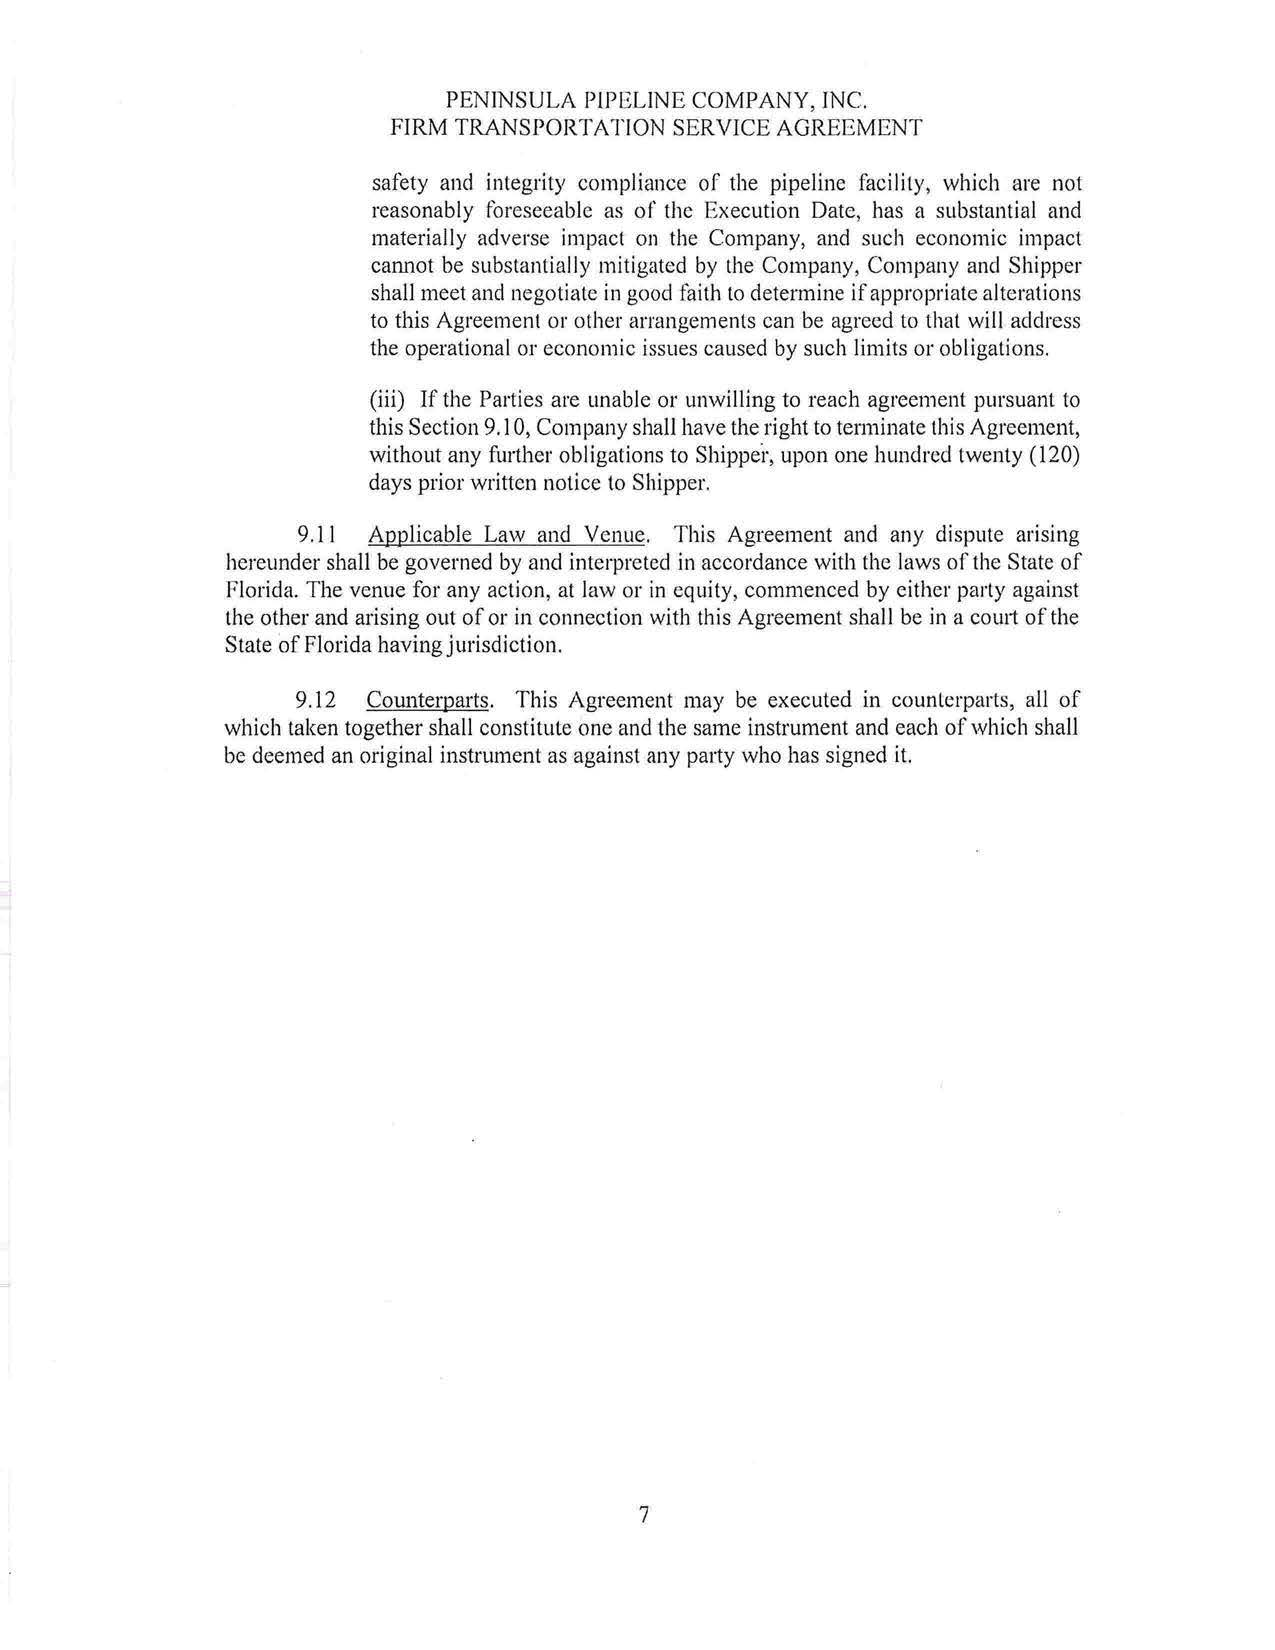 PENINSULA PIPELINE COMPANY, INC.
FIRM TRANSPORTATION SERVICE AGREEMENT
safety and integrity compliance of the pipeline facility, which are not
reasonably foreseeable as of the Execution Date, has a substantial and
materially adverse impact on the Company, and such economic impact
cannot be substantially mitigated by the Company, Company and Shipper
shall meet and negotiate in good faith to determine if appropriate alterations
to this Agreement or other arrangements can be agreed to that will address
the operational or economic issues caused by such limits or obligations.
(iii) If the Parties are unable or unwilling to reach agreement pursuant to
this Section 9.10, Company shall have the right to terminate this Agreement,
without any further obligations to Shipper, upon one hundred twenty (120)
days prior written notice to Shipper.
9.11 Applicable Law and Venue. This Agreement and any dispute arising
hereunder shall be governed by and interpreted in accordance with the laws of the State of
Florida. The venue for any action, at law or in equity, commenced by either party against
the other and arising out of or in connection with this Agreement shall be in a court of the
State of Florida having jurisdiction.
9.12 Counterparts. This Agreement may be executed in counterparts, all of
which taken together shall constitute one and the same instrument and each of which shall
be deemed an original instrument as against any party who has signed it.
7